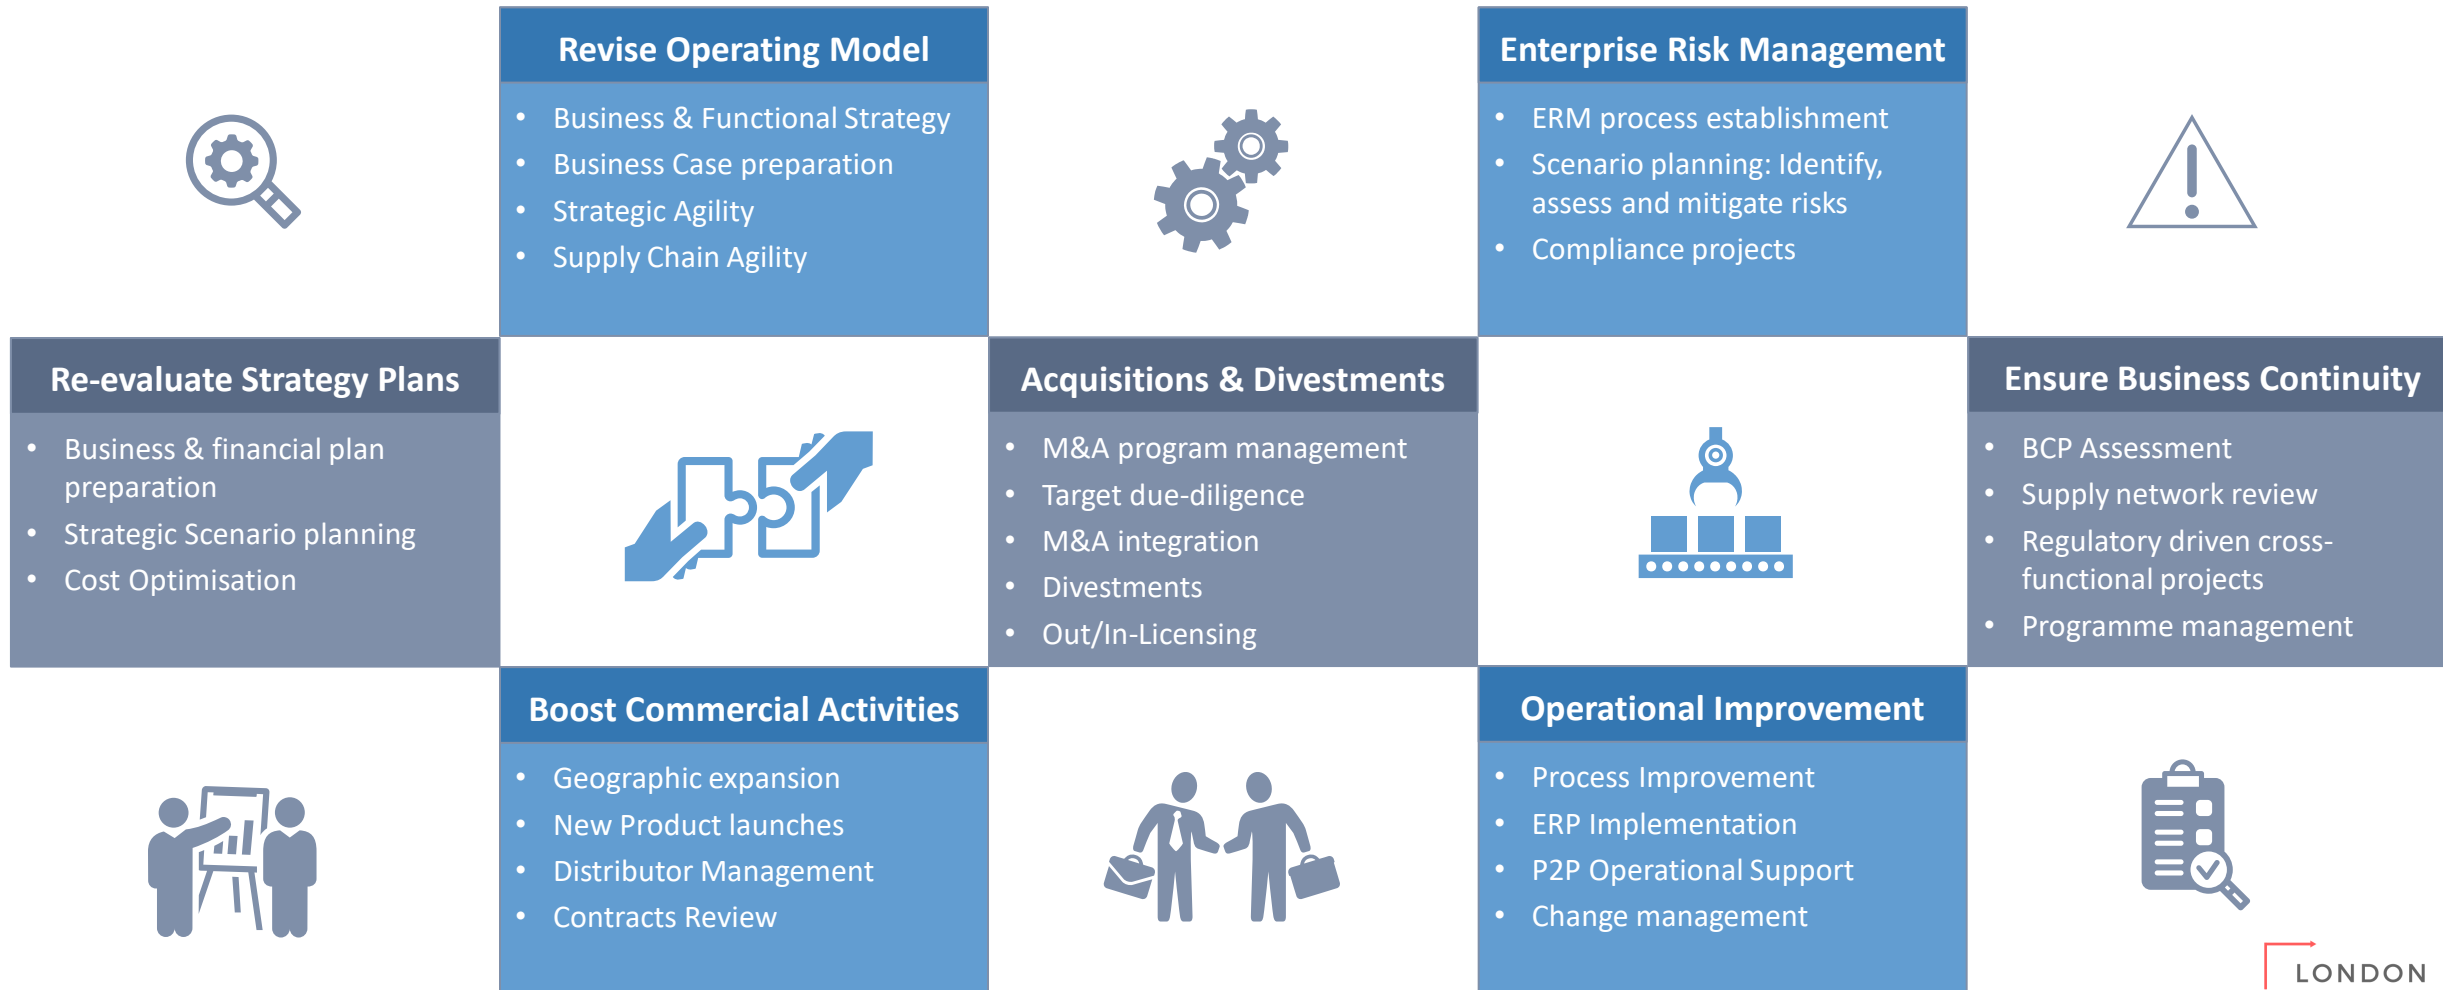 Revise Operating Model
• Business & Functional Strategy
• Business Case preparation
• Strategic Agility
• Supply Chain Agility
Enterprise Risk Management
• ERM process establishment
• Scenario planning: Identify,
assess and mitigate risks
• Compliance projects
Re-evaluate Strategy Plans
• Business & financial plan
preparation
• Strategic Scenario planning
• Cost Optimisation
Acquisitions & Divestments
• M&A program management
• Target due-diligence
• M&A integration
• Divestments
• Out/In-Licensing
Ensure Business Continuity
• BCP Assessment
• Supply network review
• Regulatory driven cross-
functional projects
• Programme management
Boost Commercial Activities
• Geographic expansion
• New Product launches
• Distributor Management
• Contracts Review
Operational Improvement
• Process Improvement
• ERP Implementation
• P2P Operational Support
• Change management
LONDON